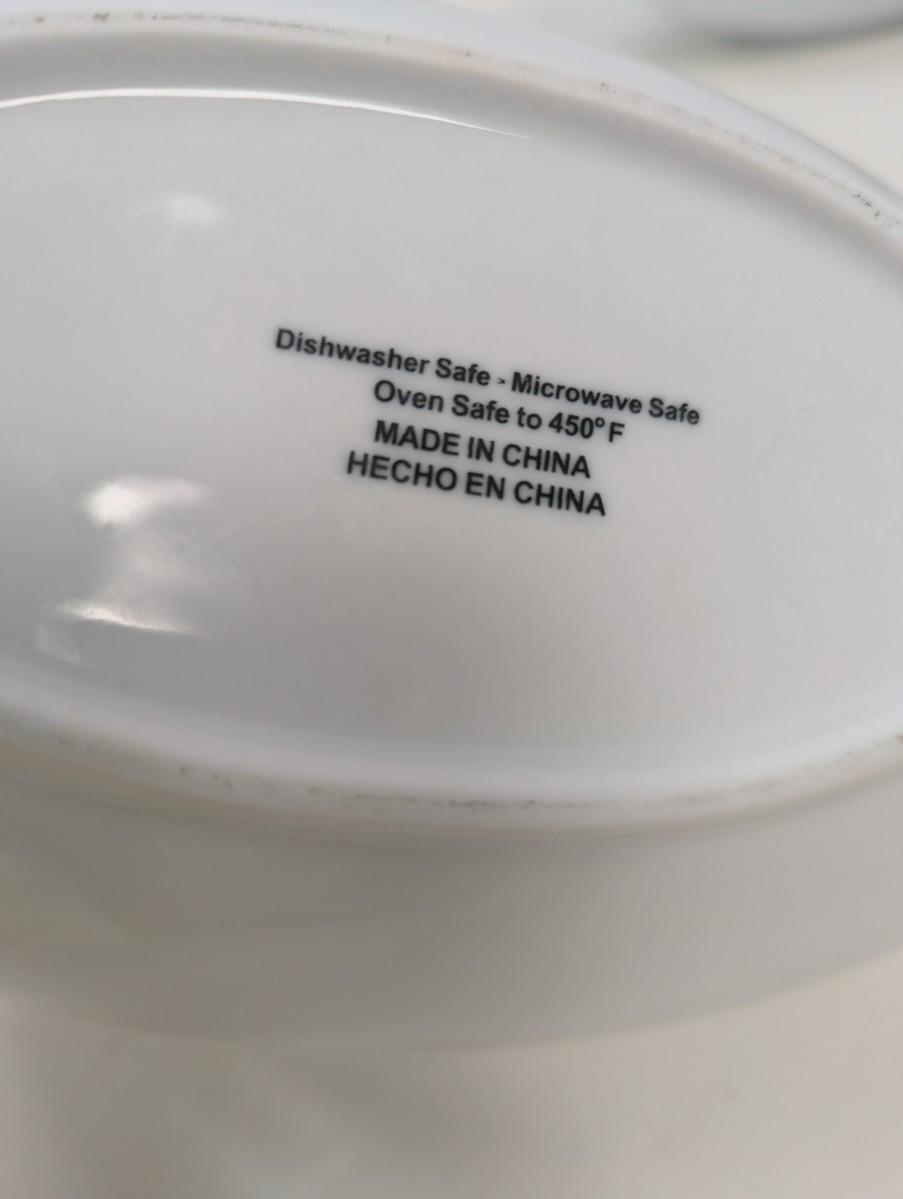 Dishwasher Safe - Microwave Safe
Oven Safe to 450° F
MADE IN CHINA
HECHO EN CHINA